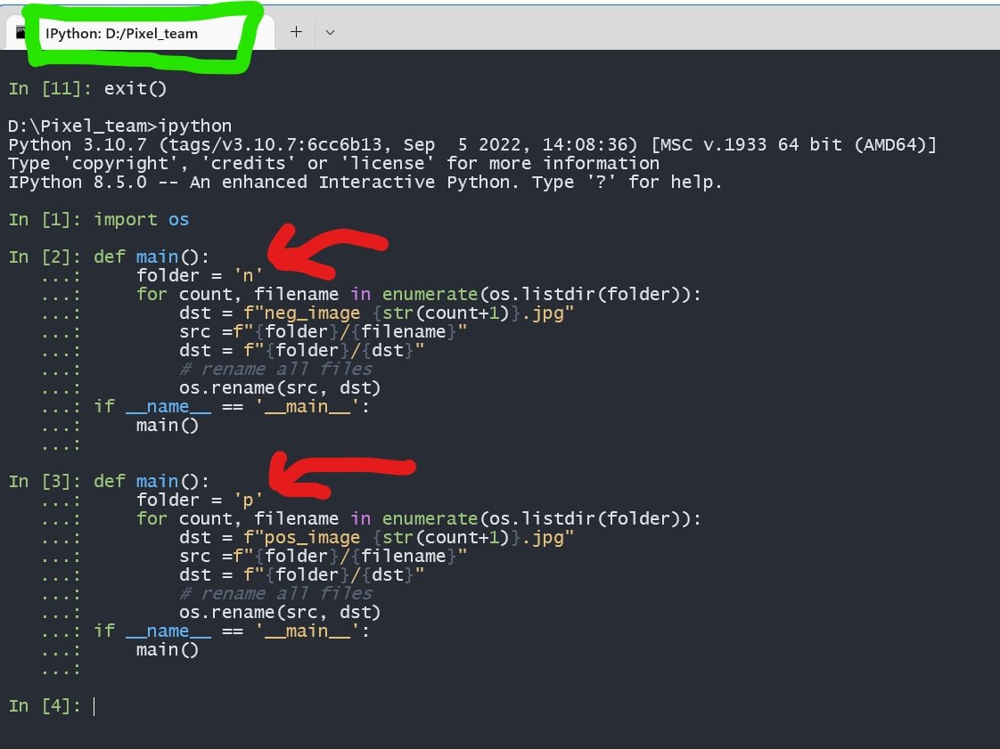 IPython: D:/Pixel_team
In [11]: exit()
D:\Pixel_team>ipython
Python 3.10.7 (tags/v3.10.7:6cc6b13, Sep  5 2022, 14:08:36) [MSC v.1933 64 bit (AMD64)]
Type 'copyright', 'credits' or 'license' for more information
IPython 8.5.0 -- An enhanced Interactive Python. Type '?' for help.
In [1]: import os
In [2]: def main():
   ...:     folder = 'n'
   ...:     for count, filename in enumerate(os.listdir(folder)):
   ...:         dst = f"neg_image {str(count+1)}.jpg"
   ...:         src =f"{folder}/{filename}"
   ...:         dst = f"{folder}/{dst}"
   ...:         # rename all files
   ...:         os.rename(src, dst)
   ...: if __name__ == '__main__':
   ...:     main()
   ...:
In [3]: def main():
   ...:     folder = 'p'
   ...:     for count, filename in enumerate(os.listdir(folder)):
   ...:         dst = f"pos_image {str(count+1)}.jpg"
   ...:         src =f"{folder}/{filename}"
   ...:         dst = f"{folder}/{dst}"
   ...:         # rename all files
   ...:         os.rename(src, dst)
   ...: if __name__ == '__main__':
   ...:     main()
   ...:
In [4]: